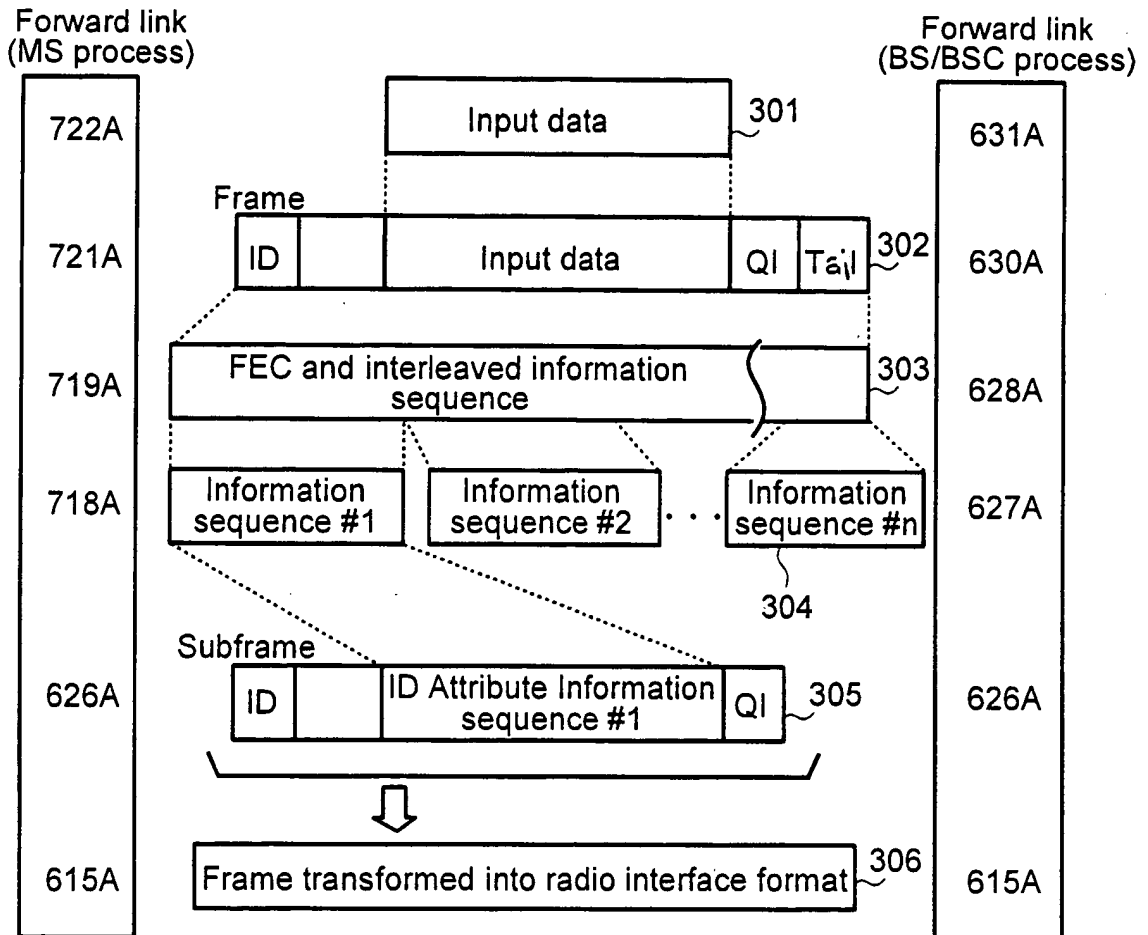 Forward link
(MS process)
Forward link
(BS/BSC process)
722A
Input data
301
631A
Frame
721A
ID
Input data
QI
Tail
302
630A
719A
FEC and interleaved information
sequence
303
628A
718A
Information
sequence #1
Information
sequence #2
. . .
Information
sequence #n
627A
304
Subframe
626A
ID
ID Attribute Information
sequence #1
QI
305
626A
615A
Frame transformed into radio interface format
306
615A